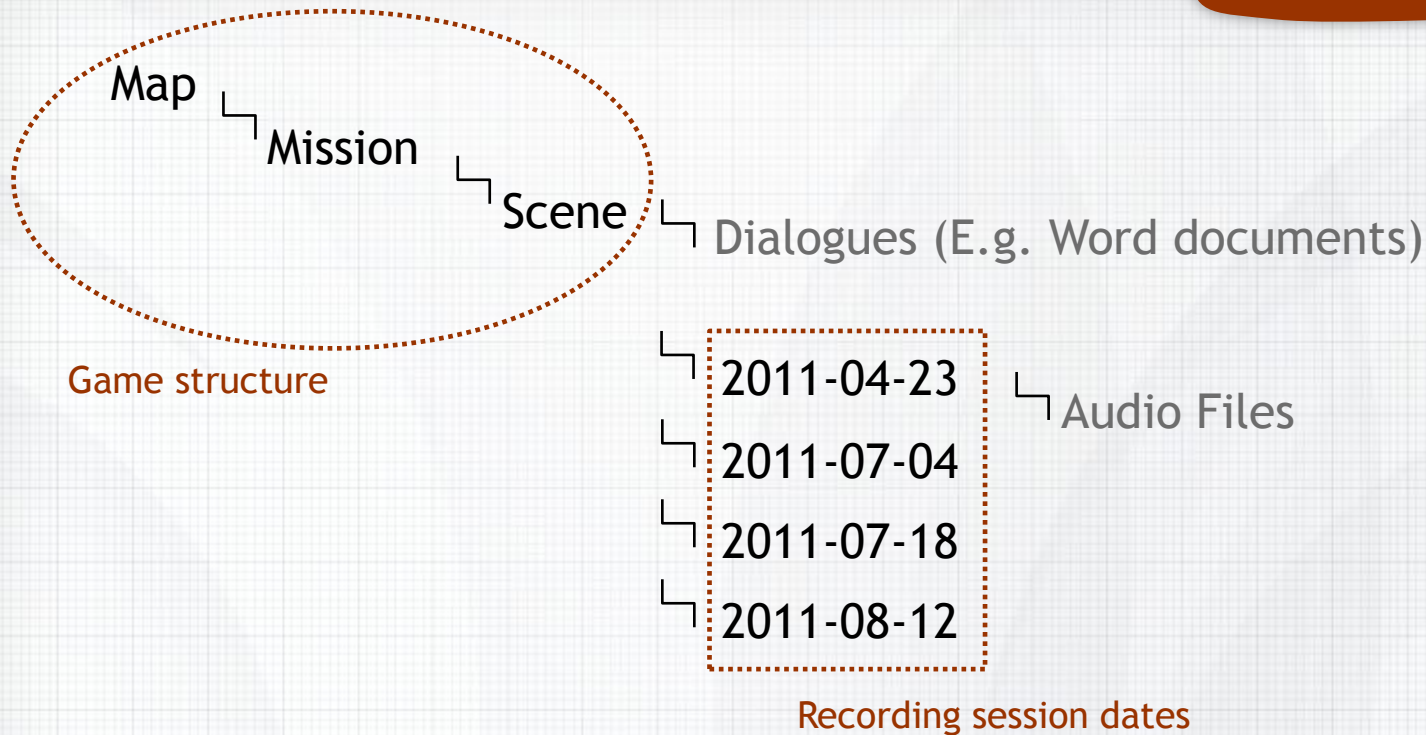 Map
Mission
Scene
Dialogues (E.g. Word documents)
Game structure
2011-04-23
Audio Files
2011-07-04
2011-07-18
2011-08-12
Recording session dates